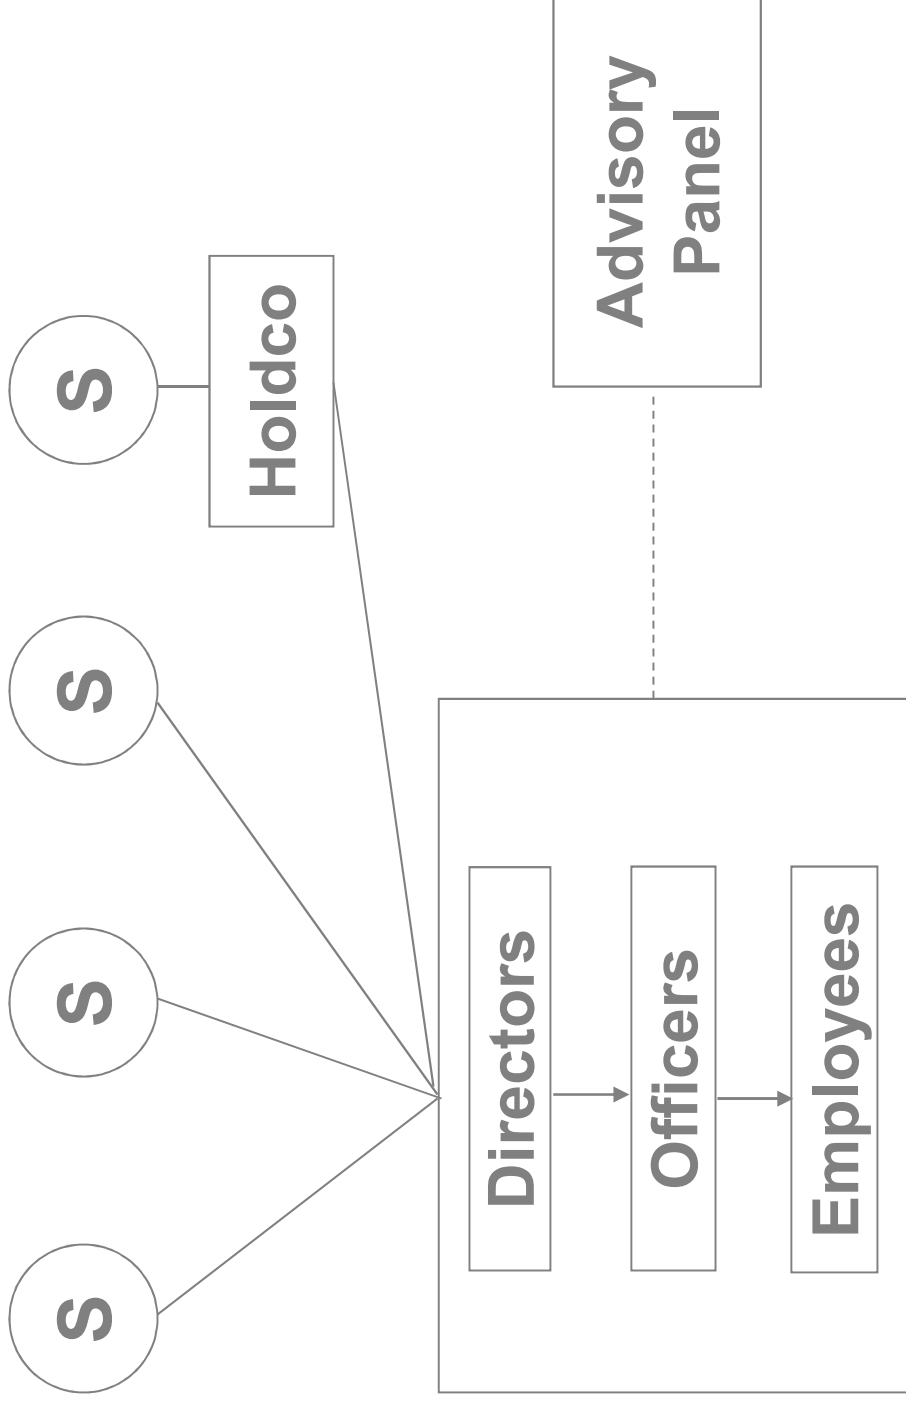 S
S
S
S
Holdco
Directors
Officers
Employees
Advisory
Panel